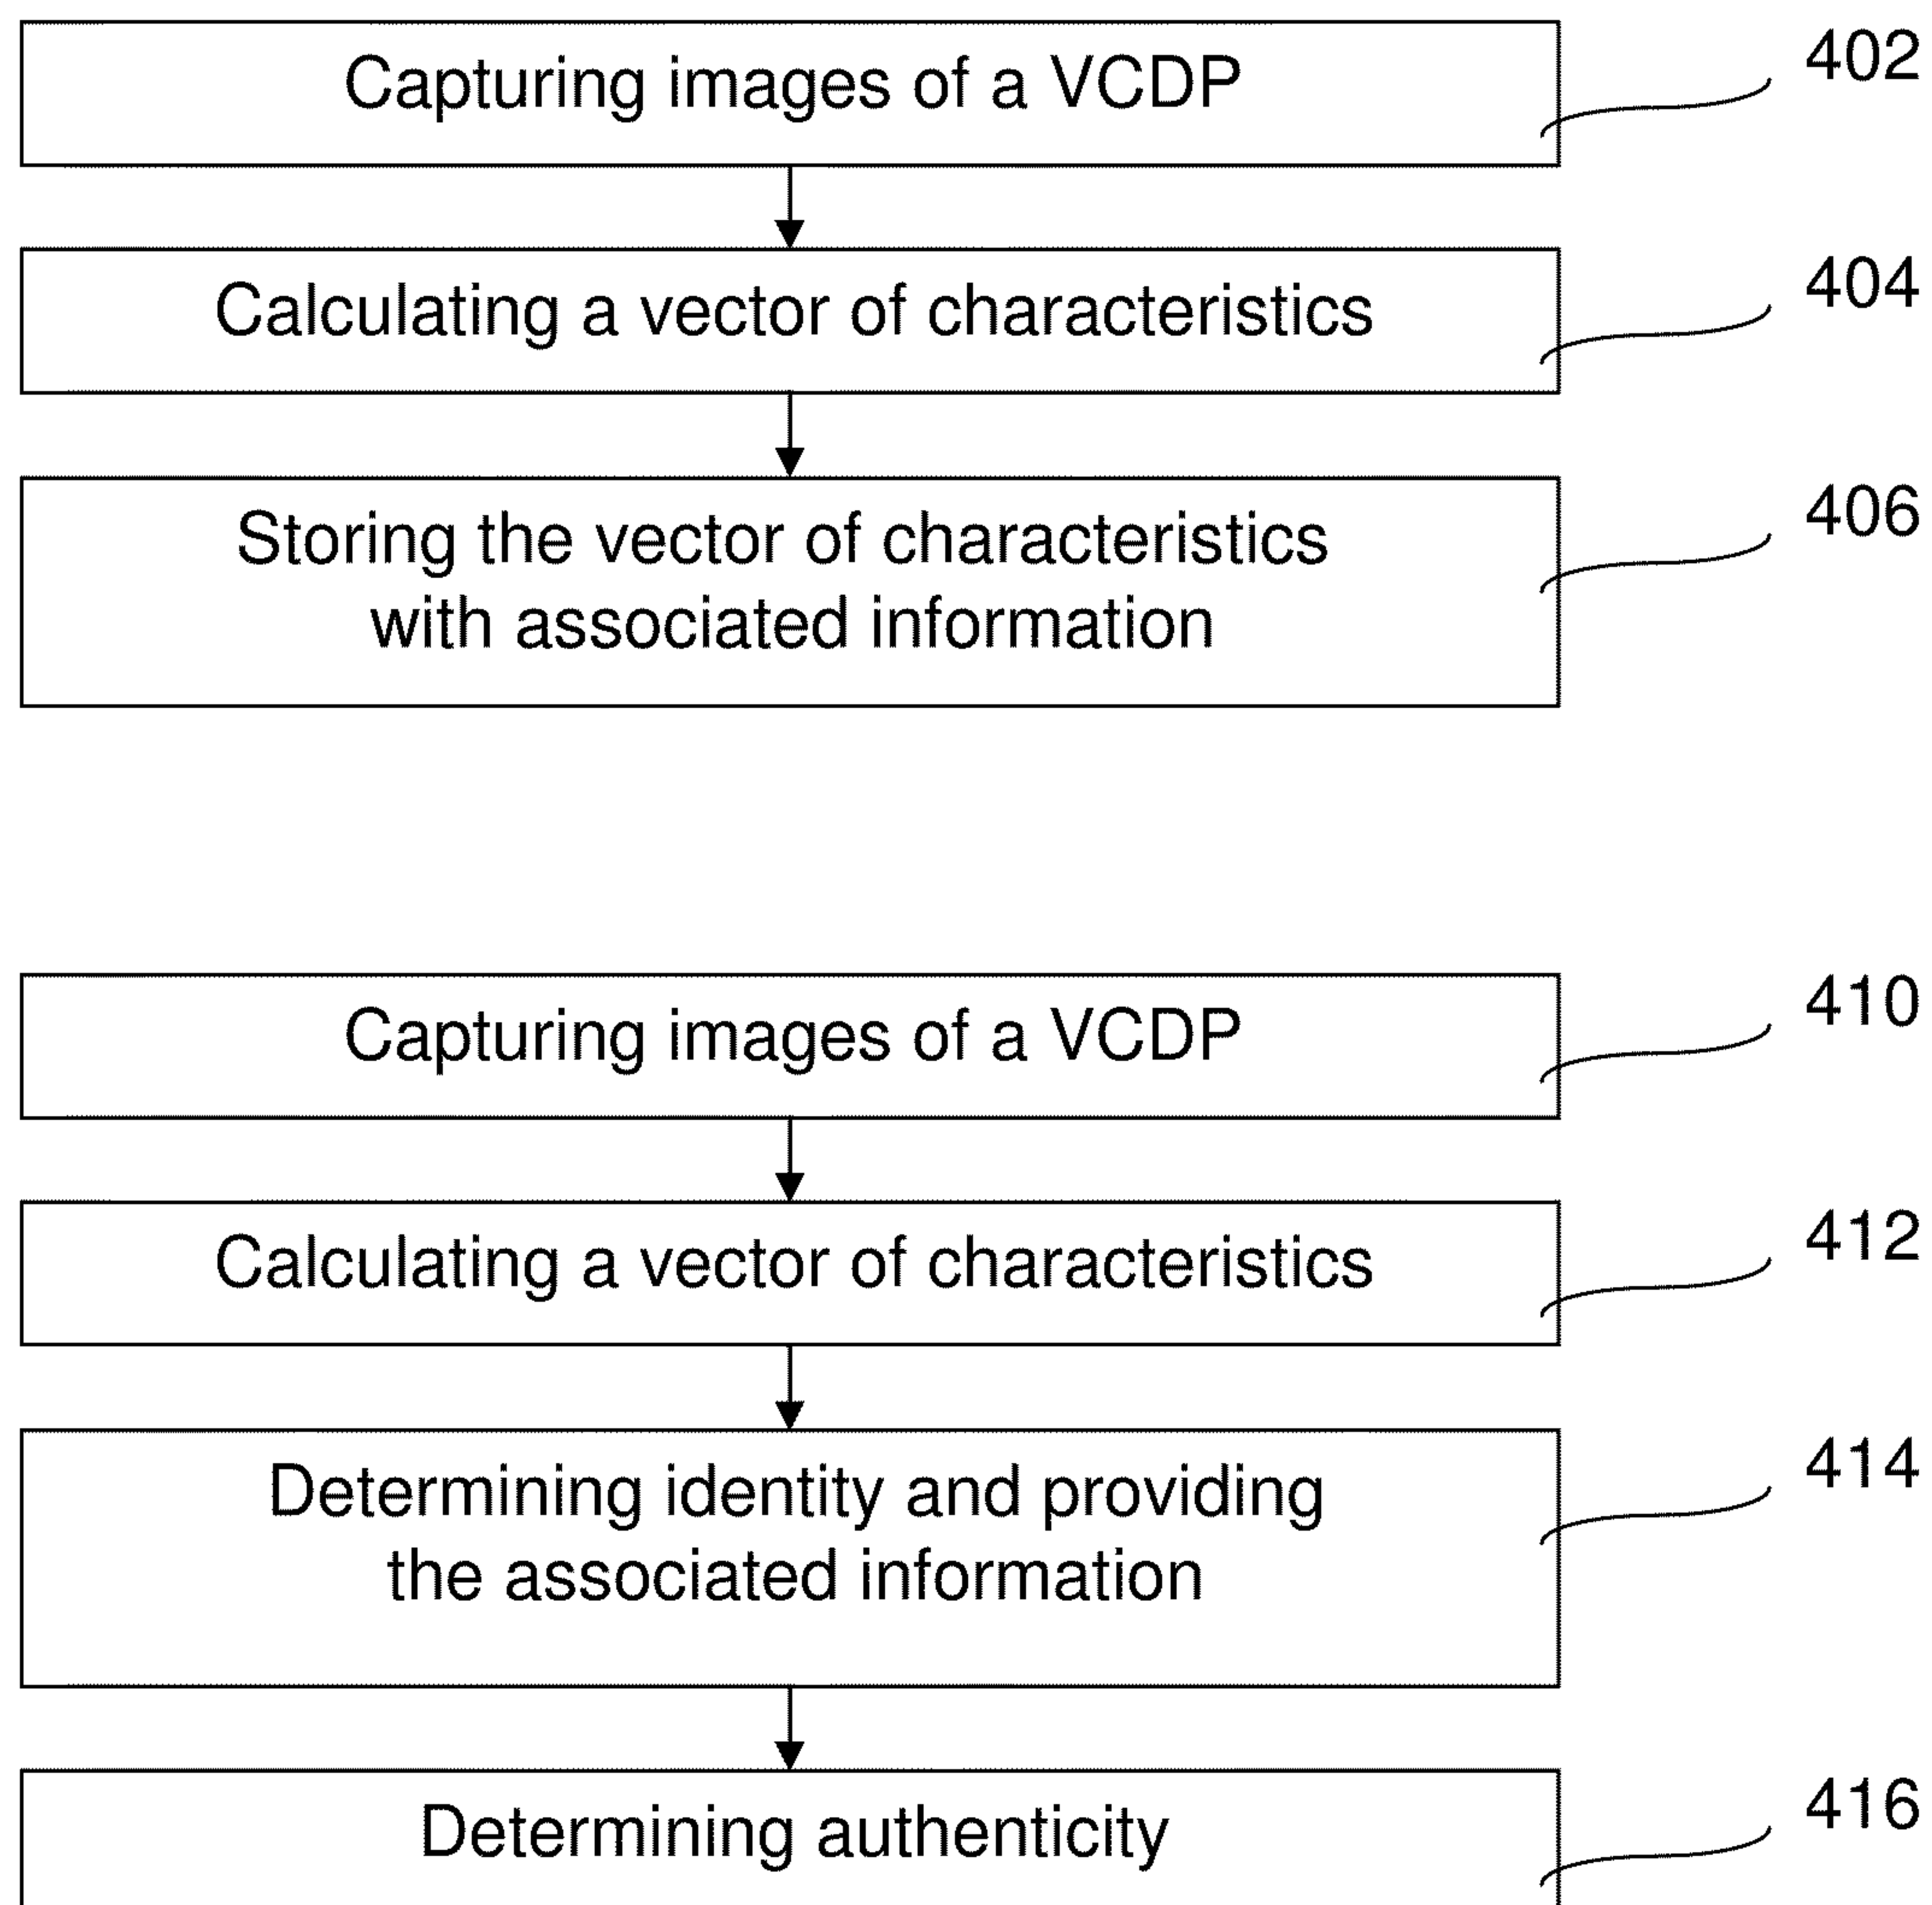 Capturing images of a VCDP
402
Calculating a vector of characteristics
404
Storing the vector of characteristics
with associated information
406
Capturing images of a VCDP
410
Calculating a vector of characteristics
412
Determining identity and providing
the associated information
414
Determining authenticity
416